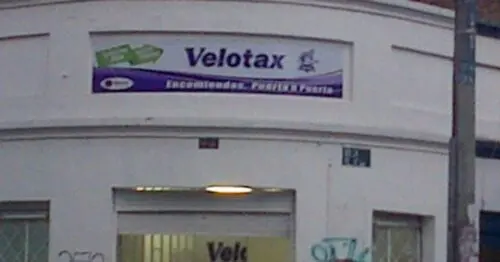 Velotax
Encomiendas, Puerta a Puerta
Velo